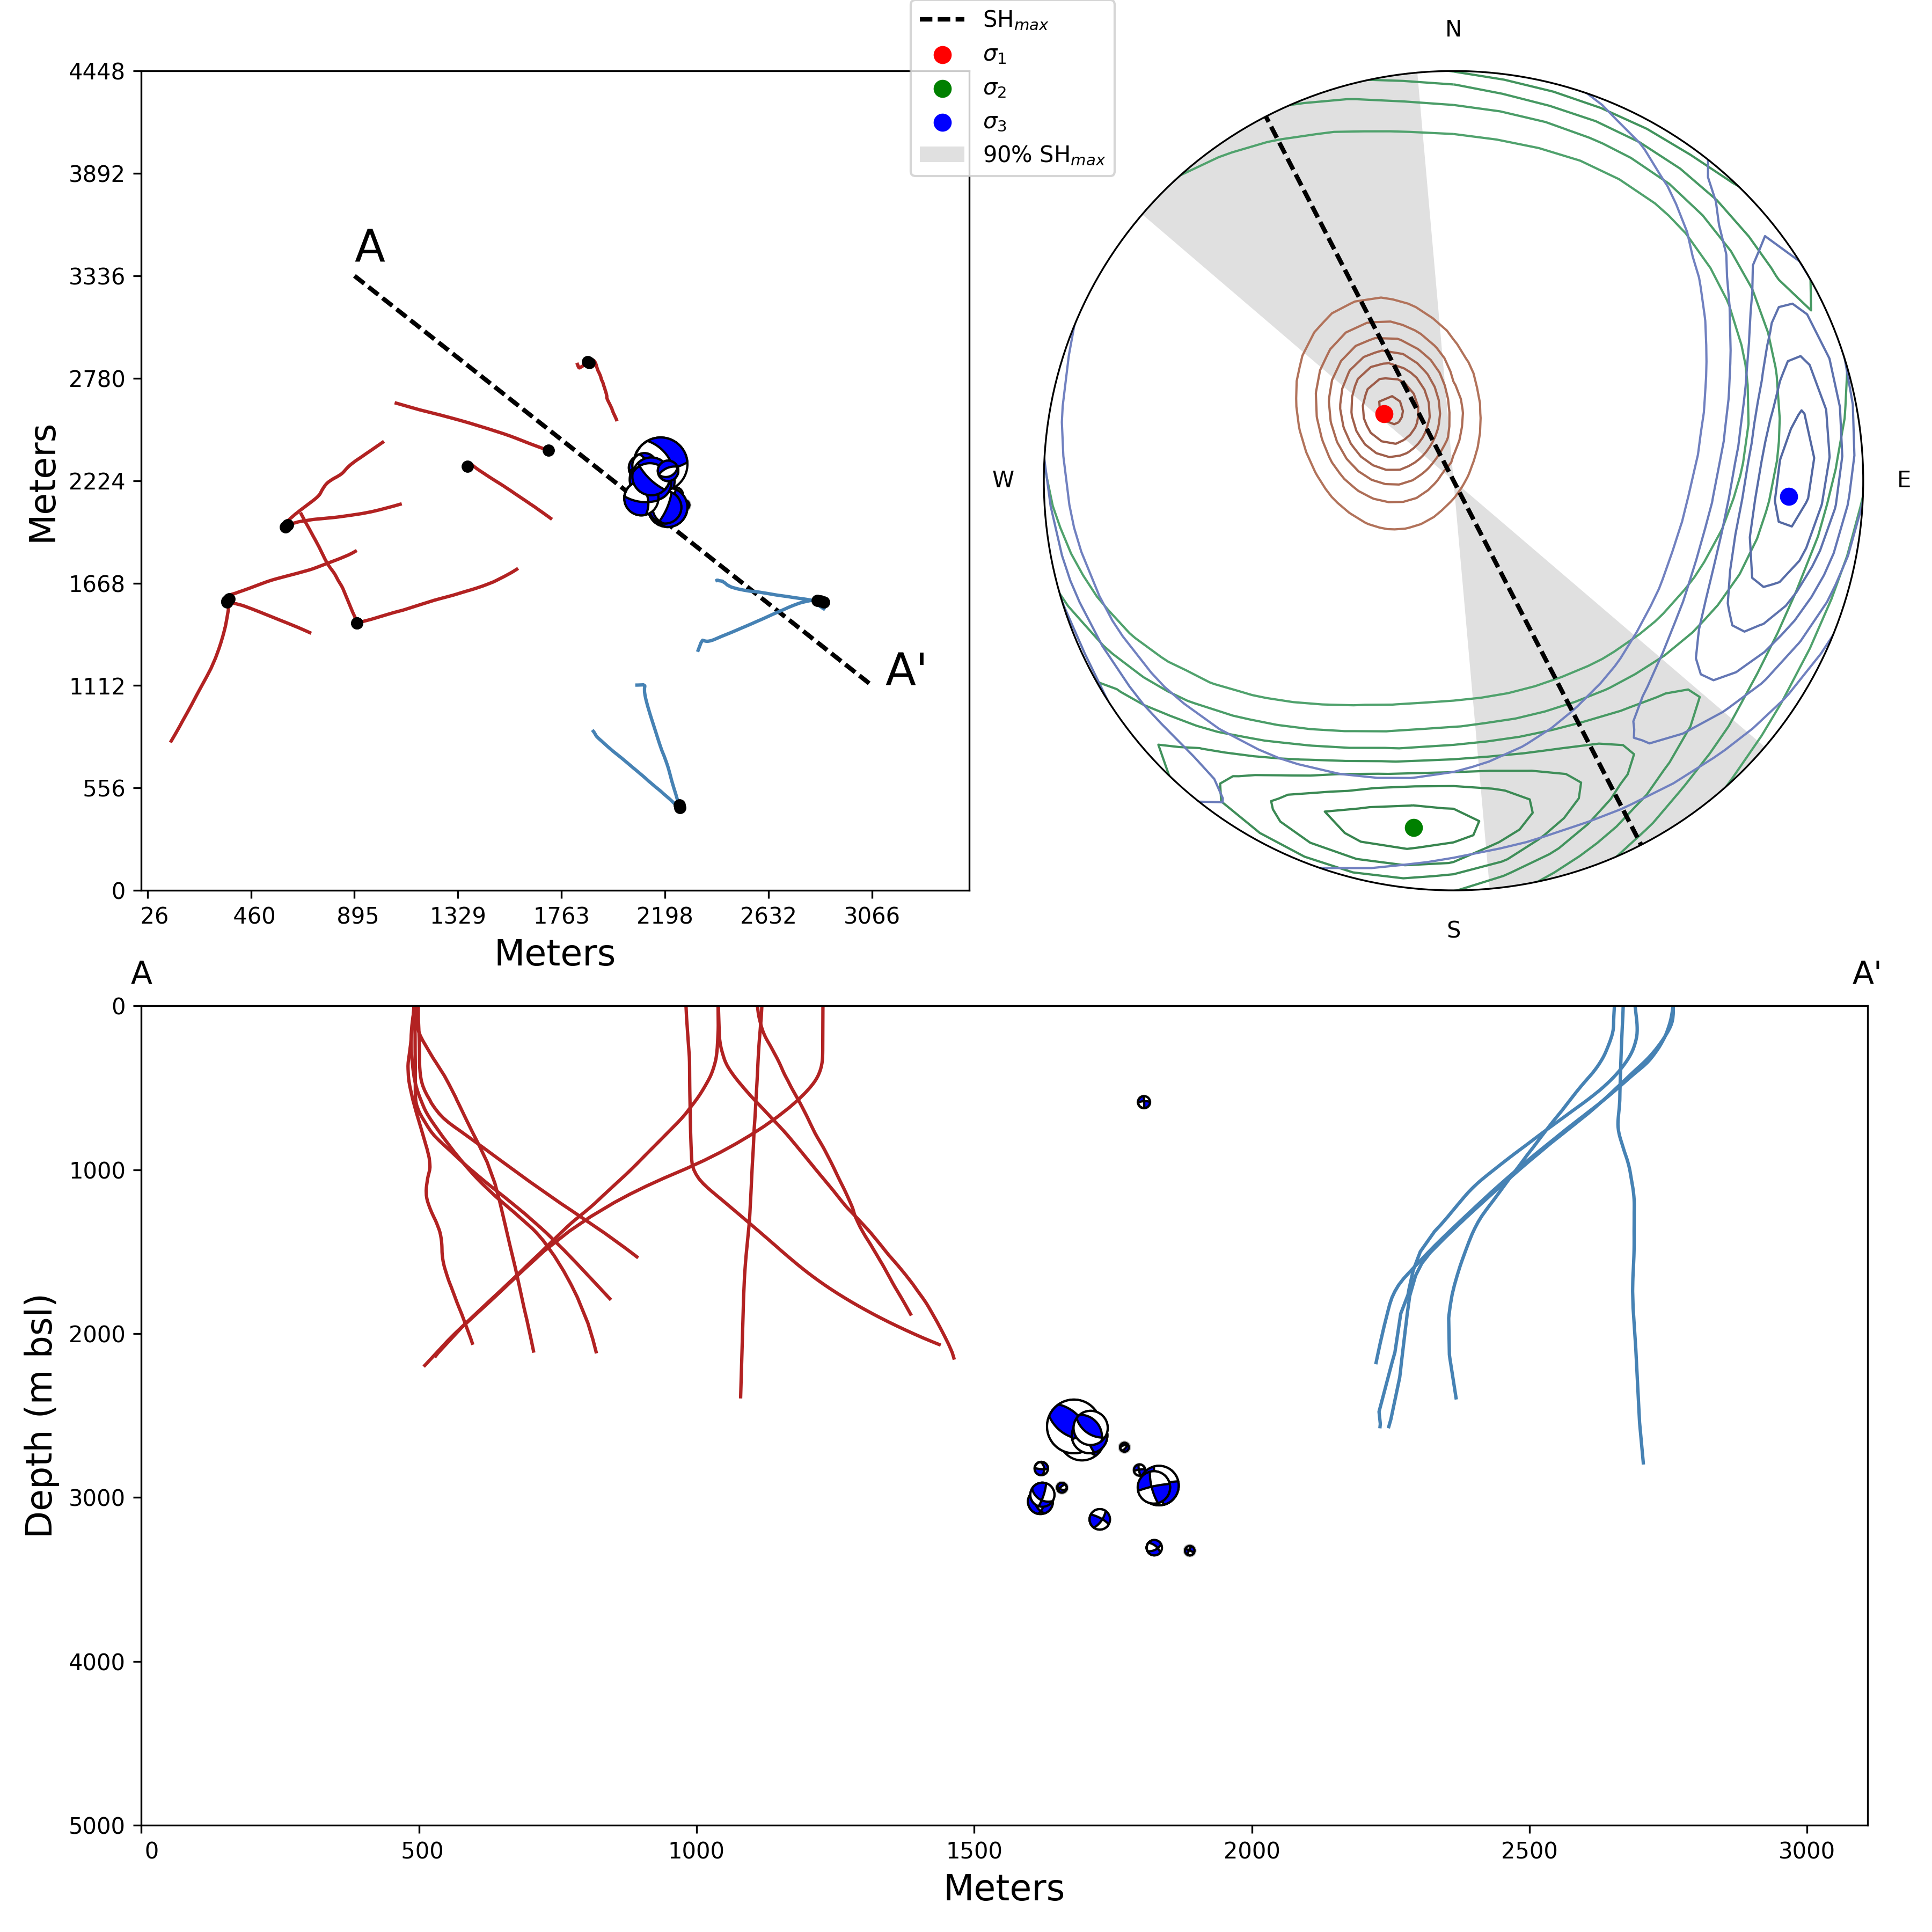 SHmax
σ1
σ2
σ3
90% SHmax
N
W
E
S
4448
3892
3336
2780
2224
1668
1112
556
0
Meters
A
A'
26 460 895 1329 1763 2198 2632 3066
Meters
A A'
0
1000
2000
3000
4000
5000
Depth (m bsl)
0 500 1000 1500 2000 2500 3000
Meters